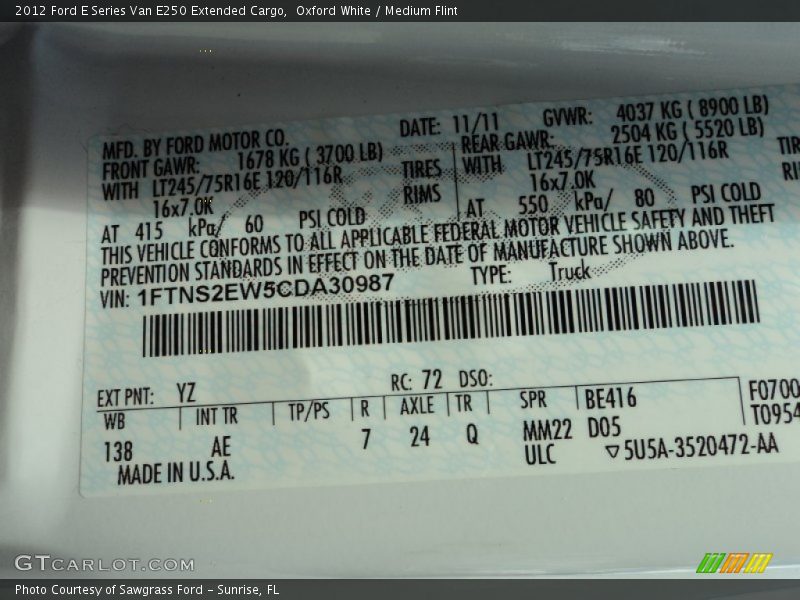 2012 Ford E Series Van E250 Extended Cargo, Oxford White / Medium Flint
MFD. BY FORD MOTOR CO.
DATE: 11/11 GVWR: 4037 KG ( 8900 LB)
FRONT GAWR: 1678 KG ( 3700 LB) REAR GAWR: 2504 KG ( 5520 LB)
WITH LT245/75R16E 120/116R TIRES WITH LT245/75R16E 120/116R TIR
16x7.0K RIMS 16x7.0K RI
AT 415 kPa/ 60 PSI COLD AT 550 kPa/ 80 PSI COLD
THIS VEHICLE CONFORMS TO ALL APPLICABLE FEDERAL MOTOR VEHICLE SAFETY AND THEFT
PREVENTION STANDARDS IN EFFECT ON THE DATE OF MANUFACTURE SHOWN ABOVE.
VIN: 1FTNS2EW5CDA30987 TYPE: Truck
EXT PNT: YZ RC: 72 DSO:
WB INT TR TP/PS R AXLE TR SPR BE416 F0700
138 AE 7 24 Q MM22 D05 T0954
MADE IN U.S.A. ULC ▽5U5A-3520472-AA
GTCARLOT.COM
Photo Courtesy of Sawgrass Ford – Sunrise, FL